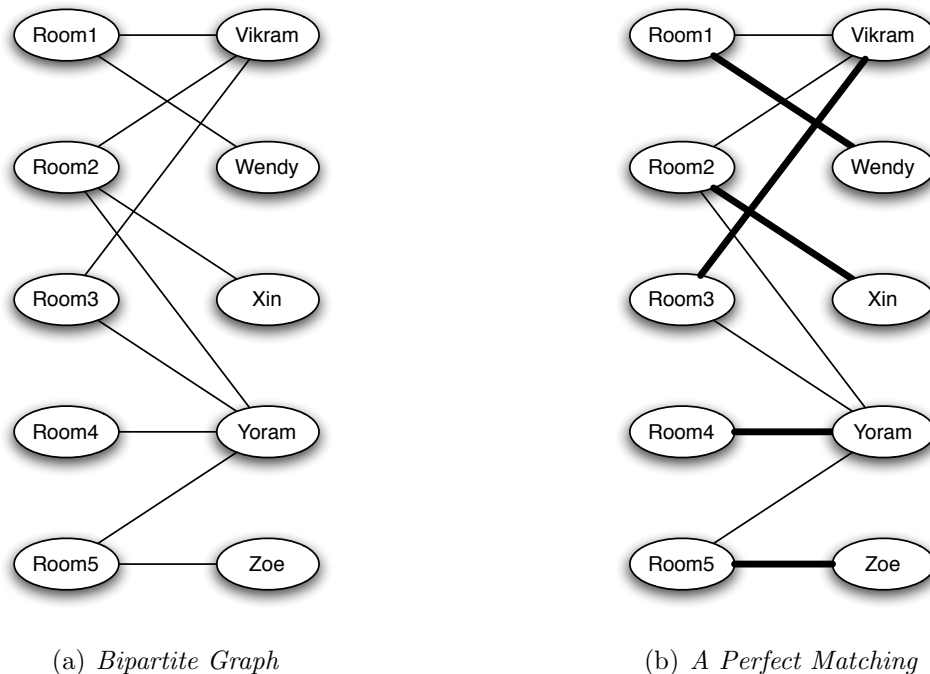 Room1 Vikram Room1 Vikram
Room2 Wendy Room2 Wendy
Room3 Xin Room3 Xin
Room4 Yoram Room4 Yoram
Room5 Zoe Room5 Zoe
(a) Bipartite Graph (b) A Perfect Matching